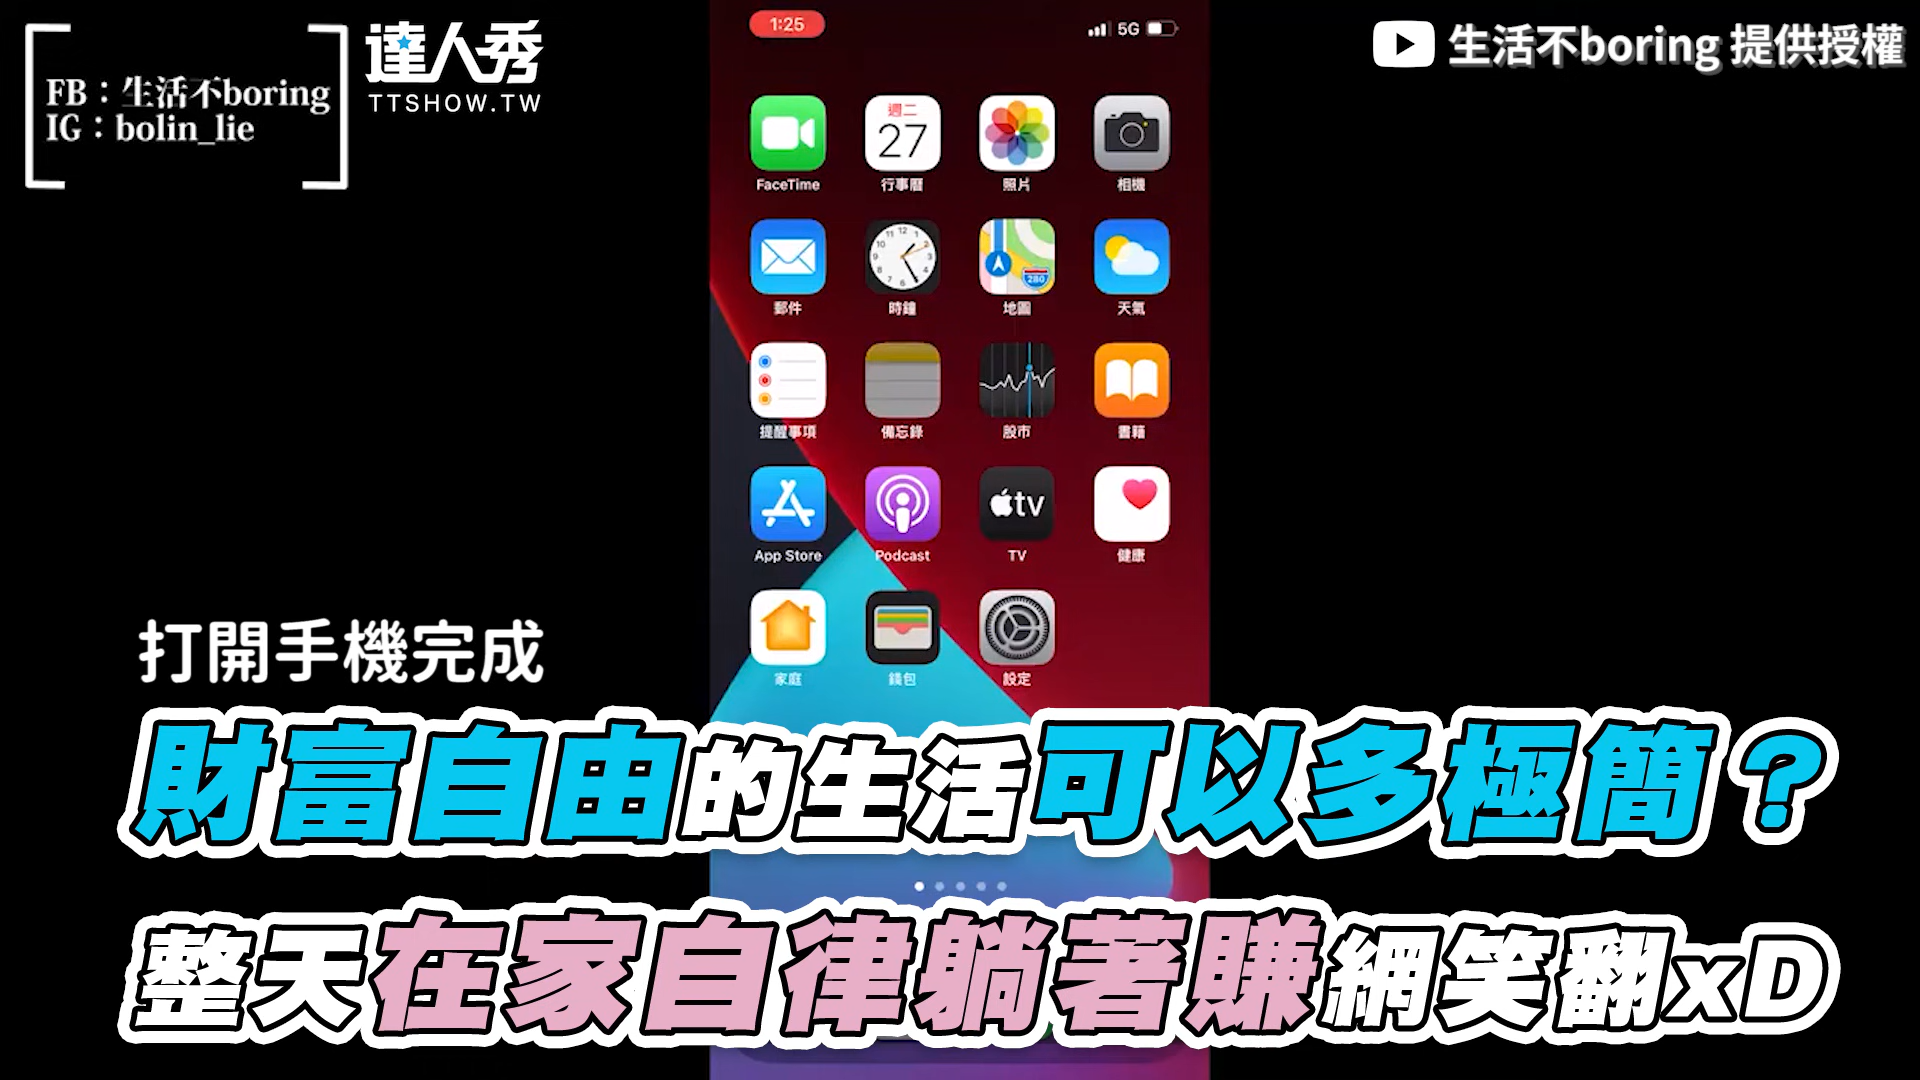 FB：生活不boring
IG：bolin_lie
達人秀
TTSHOW.TW
生活不boring 提供授權
1:25
5G
週二
27
FaceTime
行事曆
照片
相機
280
郵件
時鐘
地圖
天氣
提醒事項
備忘錄
股市
書籍
tv
App Store
Podcast
TV
健康
家庭
錢包
設定
打開手機完成
財富自由的生活可以多極簡？
整天在家自律躺著賺網笑翻xD